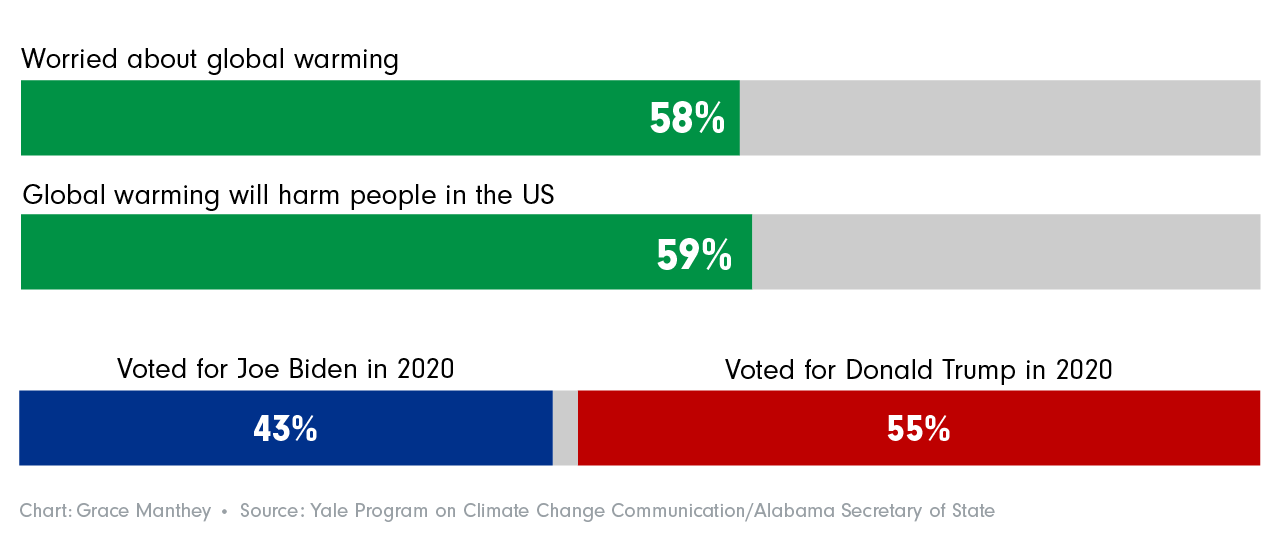 Worried about global warming
58%
Global warming will harm people in the US
59%
Voted for Joe Biden in 2020 Voted for Donald Trump in 2020
43% 55%
Chart: Grace Manthey • Source: Yale Program on Climate Change Communication/Alabama Secretary of State